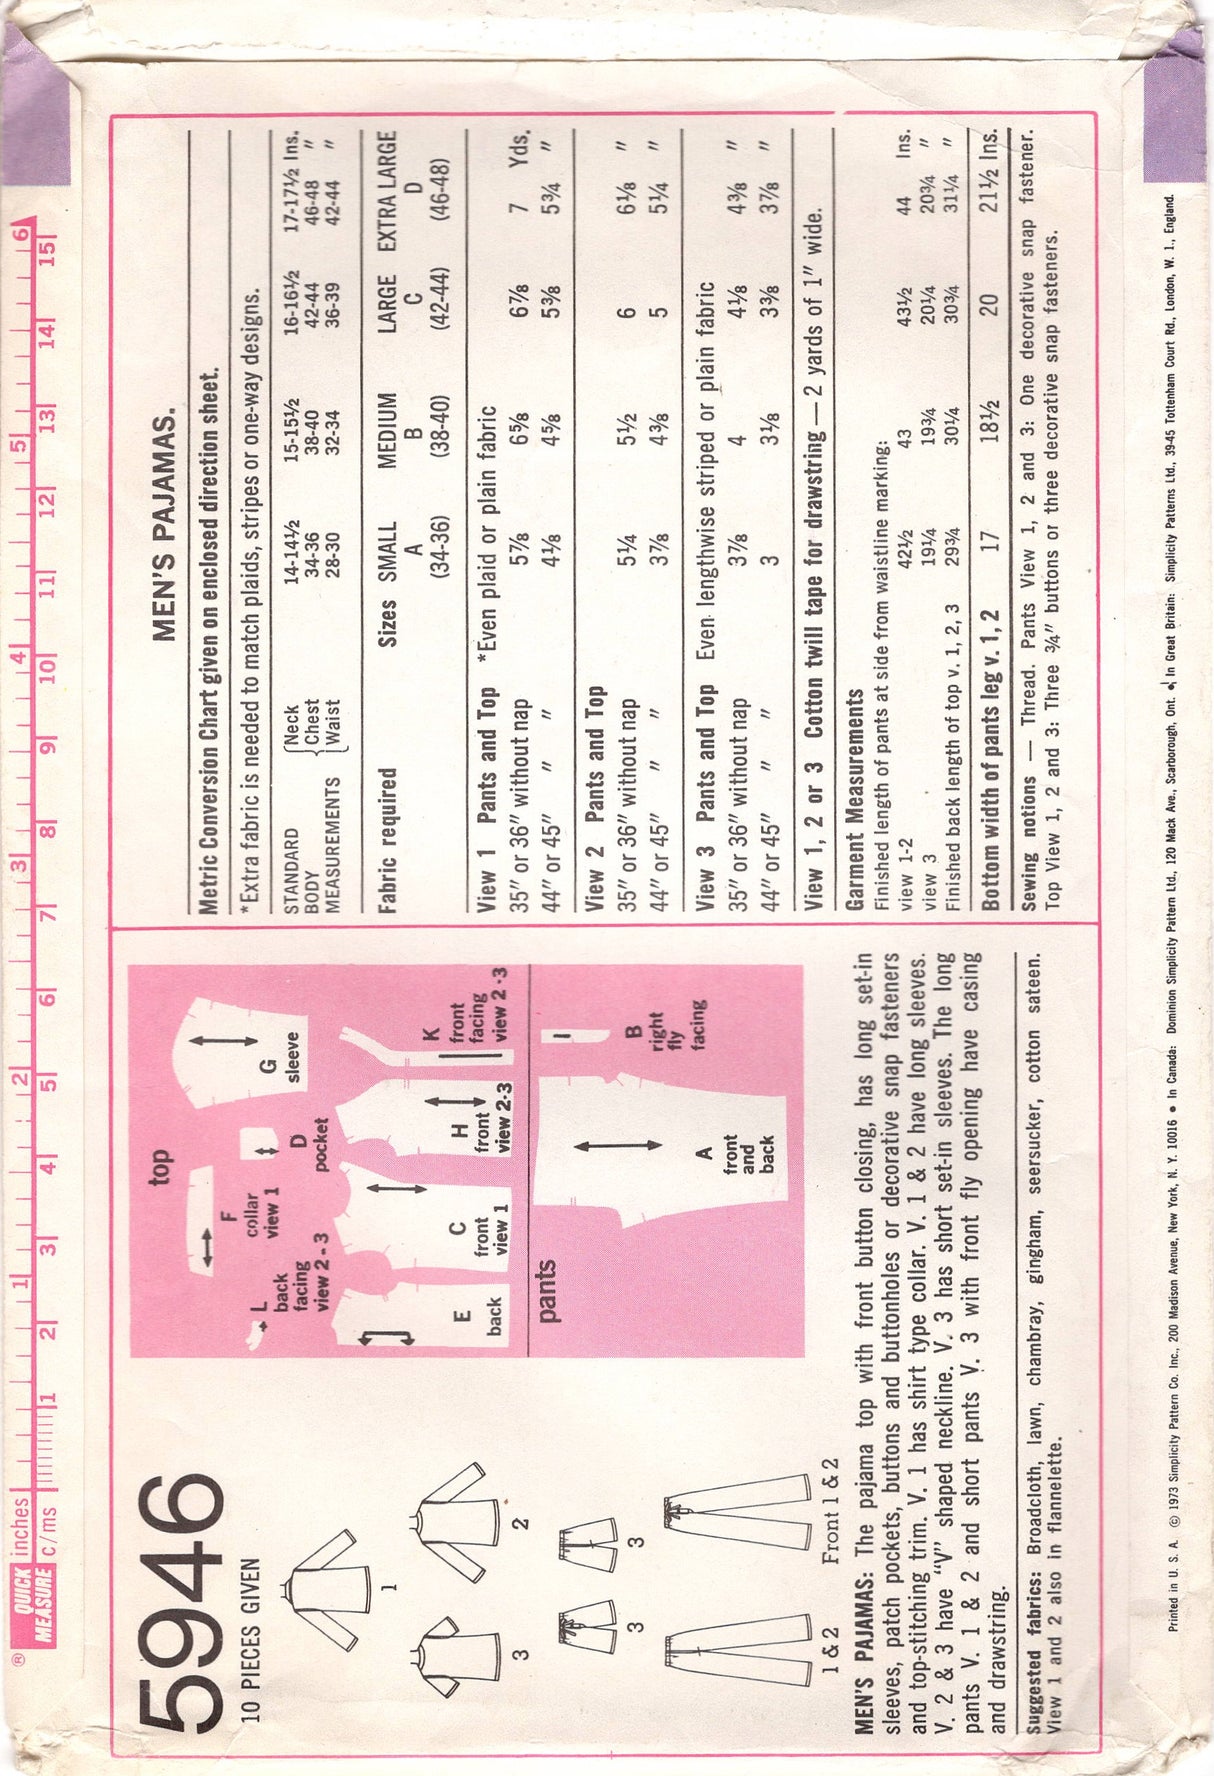 ® QUICK inches 1 2 3 4 5 6
MEASURE c/ms 1 2 3 4 5 6 7 8 9 10 11 12 13 14 15
5946
10 PIECES GIVEN
1
3 2
3 3
1 & 2 Front 1 & 2
top
L
back
facing
view 2 - 3
F
collar
view 1
D
pocket
G
sleeve
E
back
C
front
view 1
H
front
view 2-3
K
front
facing
view 2 -3
pants
A
front
and
back
B
right
fly
facing
I
MEN'S PAJAMAS: The pajama top with front button closing, has long set-in
sleeves, patch pockets, buttons and buttonholes or decorative snap fasteners
and top-stitching trim. V. 1 has shirt type collar. V. 1 & 2 have long sleeves.
V. 2 & 3 have "V" shaped neckline. V. 3 has short set-in sleeves. The long
pants V. 1 & 2 and short pants V. 3 with front fly opening have casing
and drawstring.
Suggested fabrics: Broadcloth, lawn, chambray, gingham, seersucker, cotton sateen.
View 1 and 2 also in flannelette.
MEN'S PAJAMAS.
Metric Conversion Chart given on enclosed direction sheet.
*Extra fabric is needed to match plaids, stripes or one-way designs.
STANDARD Neck 14-14½ 15-15½ 16-16½ 17-17½ Ins.
BODY Chest 34-36 38-40 42-44 46-48 "
MEASUREMENTS Waist 28-30 32-34 36-39 42-44 "
Fabric required Sizes SMALL MEDIUM LARGE EXTRA LARGE
A B C D
(34-36) (38-40) (42-44) (46-48)
View 1 Pants and Top *Even plaid or plain fabric
35" or 36" without nap 5⅞ 6⅝ 6⅞ 7 Yds.
44" or 45" " " 4⅛ 4⅝ 5⅜ 5¾ "
View 2 Pants and Top
35" or 36" without nap 5¼ 5½ 6 6⅛ "
44" or 45" " " 3⅞ 4⅜ 5 5¼ "
View 3 Pants and Top Even lengthwise striped or plain fabric
35" or 36" without nap 3⅞ 4 4⅛ 4⅜ "
44" or 45" " " 3 3⅛ 3⅜ 3⅞ "
View 1, 2 or 3 Cotton twill tape for drawstring — 2 yards of 1" wide.
Garment Measurements
Finished length of pants at side from waistline marking:
view 1-2 42½ 43 43½ 44 Ins.
view 3 19¼ 19¾ 20¼ 20¾ "
Finished back length of top v. 1, 2, 3 29¾ 30¼ 30¾ 31¼ "
Bottom width of pants leg v. 1, 2 17 18½ 20 21½ Ins.
Sewing notions — Thread. Pants View 1, 2 and 3: One decorative snap fastener.
Top View 1, 2 and 3: Three ¾" buttons or three decorative snap fasteners.
Printed in U. S. A. © 1973 Simplicity Pattern Co. Inc., 200 Madison Avenue, New York, N. Y. 10016 • In Canada: Dominion Simplicity Pattern Ltd., 120 Mack Ave., Scarborough, Ont. • In Great Britain: Simplicity Patterns Ltd., 39-45 Tottenham Court Rd., London, W. 1., England.